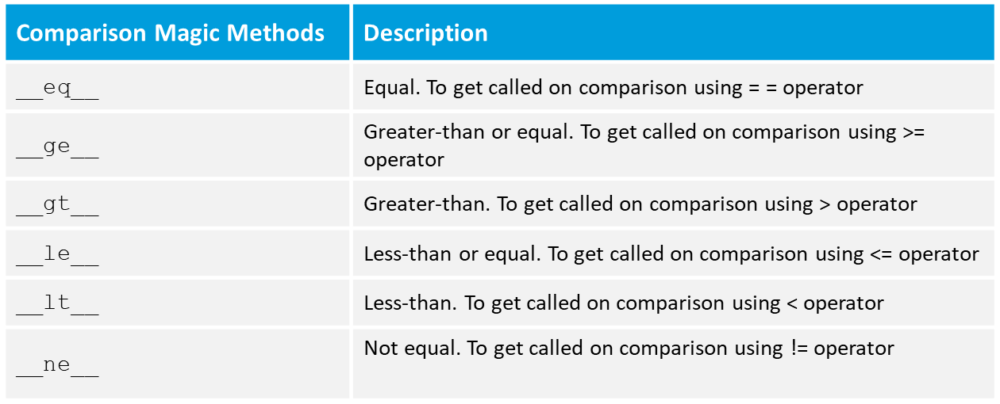 Comparison Magic Methods Description
__eq__ Equal. To get called on comparison using = = operator
__ge__ Greater-than or equal. To get called on comparison using >=
operator
__gt__ Greater-than. To get called on comparison using > operator
__le__ Less-than or equal. To get called on comparison using <= operator
__lt__ Less-than. To get called on comparison using < operator
__ne__ Not equal. To get called on comparison using != operator